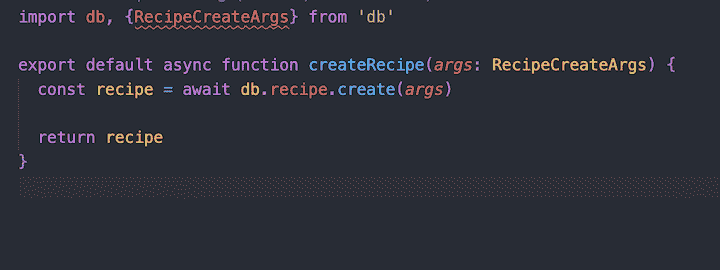 import db, {RecipeCreateArgs} from 'db'
export default async function createRecipe(args: RecipeCreateArgs) {
const recipe = await db.recipe.create(args)
return recipe
}